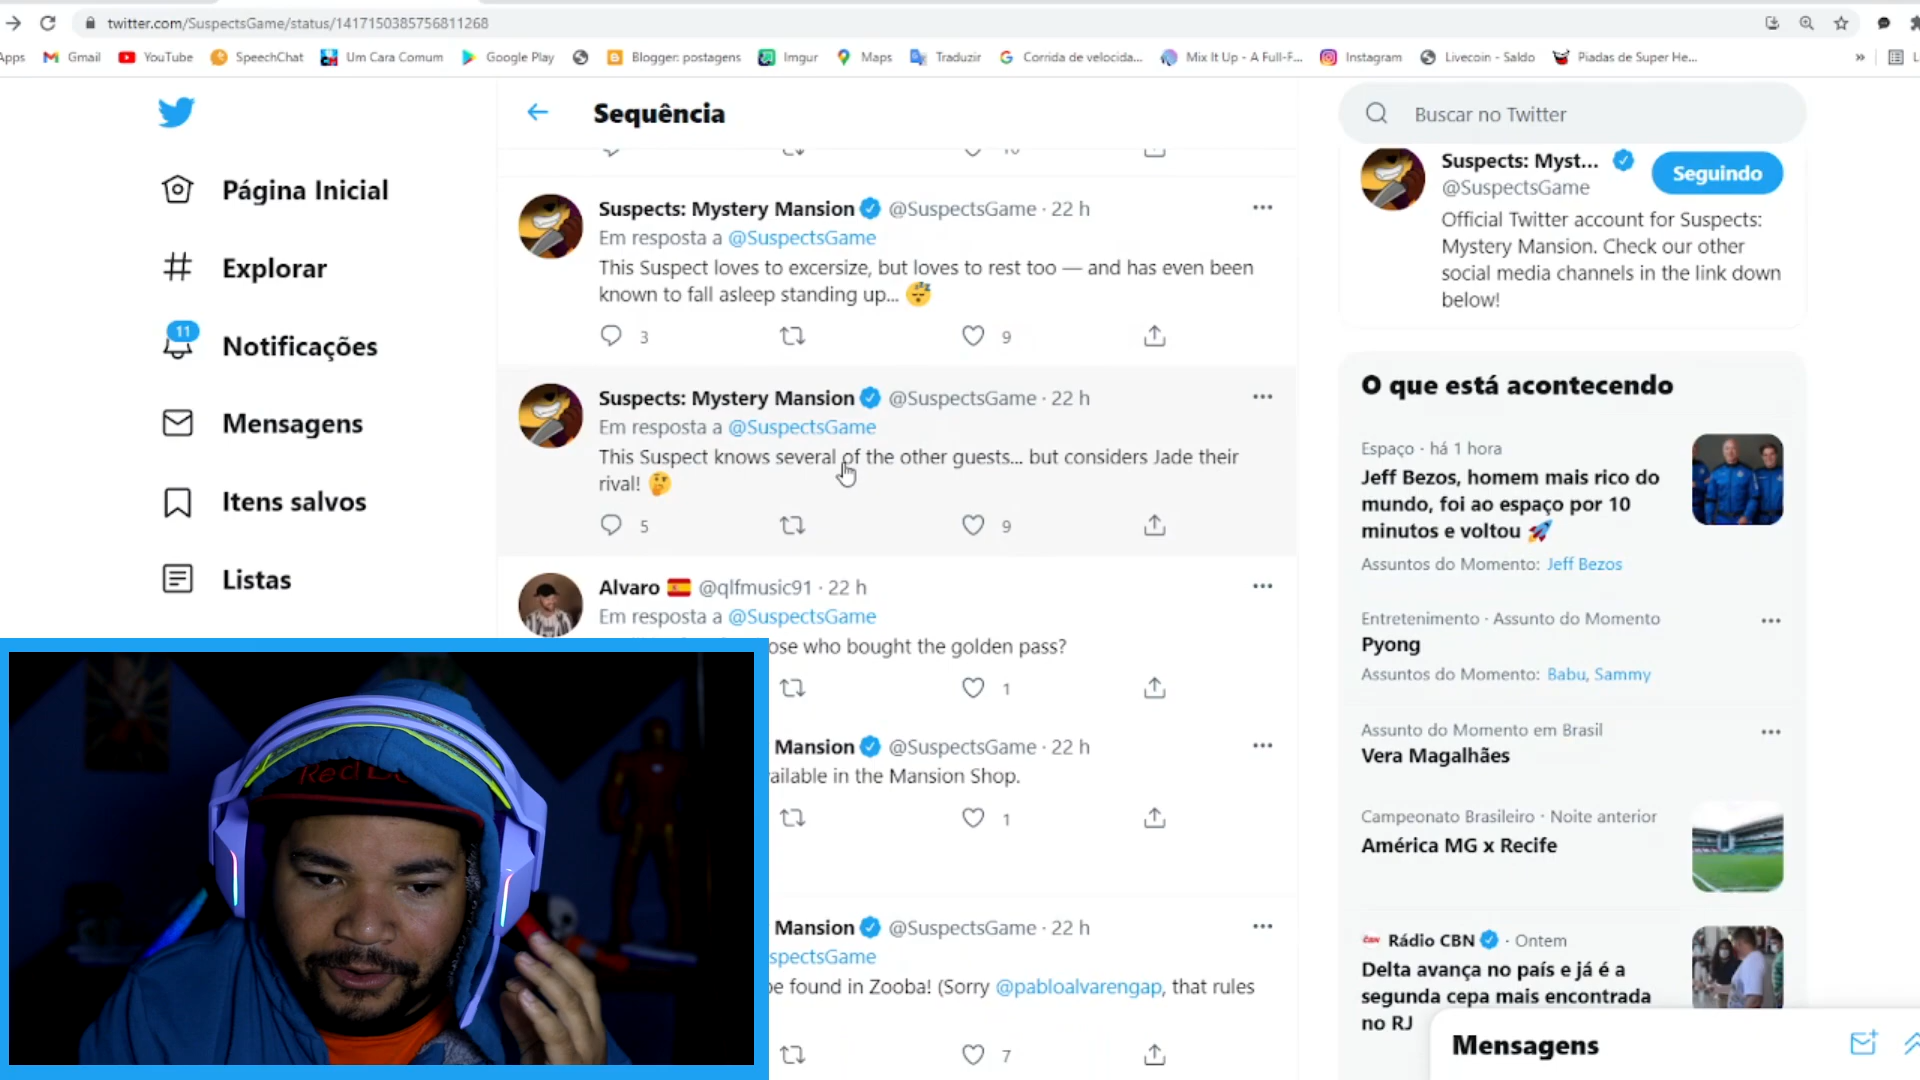 twitter.com/SuspectsGame/status/1417150385756811268
Apps Gmail YouTube SpeechChat Um Cara Comum Google Play Blogger: postagens Imgur Maps Traduzir Corrida de velocida... Mix It Up - A Full-F... Instagram Livecoin - Saldo Piadas de Super He... »
Página Inicial
Explorar
11
Notificações
Mensagens
Itens salvos
Listas
Sequência
Suspects: Mystery Mansion @SuspectsGame · 22 h
Em resposta a @SuspectsGame
This Suspect loves to excersize, but loves to rest too — and has even been
known to fall asleep standing up... 😴
3 9
Suspects: Mystery Mansion @SuspectsGame · 22 h
Em resposta a @SuspectsGame
This Suspect knows several of the other guests... but considers Jade their
rival! 🤔
5 9
Alvaro 🇪🇸 @qlfmusic91 · 22 h
Em resposta a @SuspectsGame
who bought the golden pass?
1
Mansion @SuspectsGame · 22 h
in the Mansion Shop.
1
Mansion @SuspectsGame · 22 h
found in Zooba! (Sorry @pabloalvarengap, that rules
7
Red
Buscar no Twitter
Suspects: Myst...
@SuspectsGame
Seguindo
Official Twitter account for Suspects:
Mystery Mansion. Check our other
social media channels in the link down
below!
O que está acontecendo
Espaço · há 1 hora
Jeff Bezos, homem mais rico do
mundo, foi ao espaço por 10
minutos e voltou 🚀
Assuntos do Momento: Jeff Bezos
Entretenimento · Assunto do Momento
Pyong
Assuntos do Momento: Babu, Sammy
Assunto do Momento em Brasil
Vera Magalhães
Campeonato Brasileiro · Noite anterior
América MG x Recife
Rádio CBN · Ontem
Delta avança no país e já é a
segunda cepa mais encontrada
no RJ
Mensagens